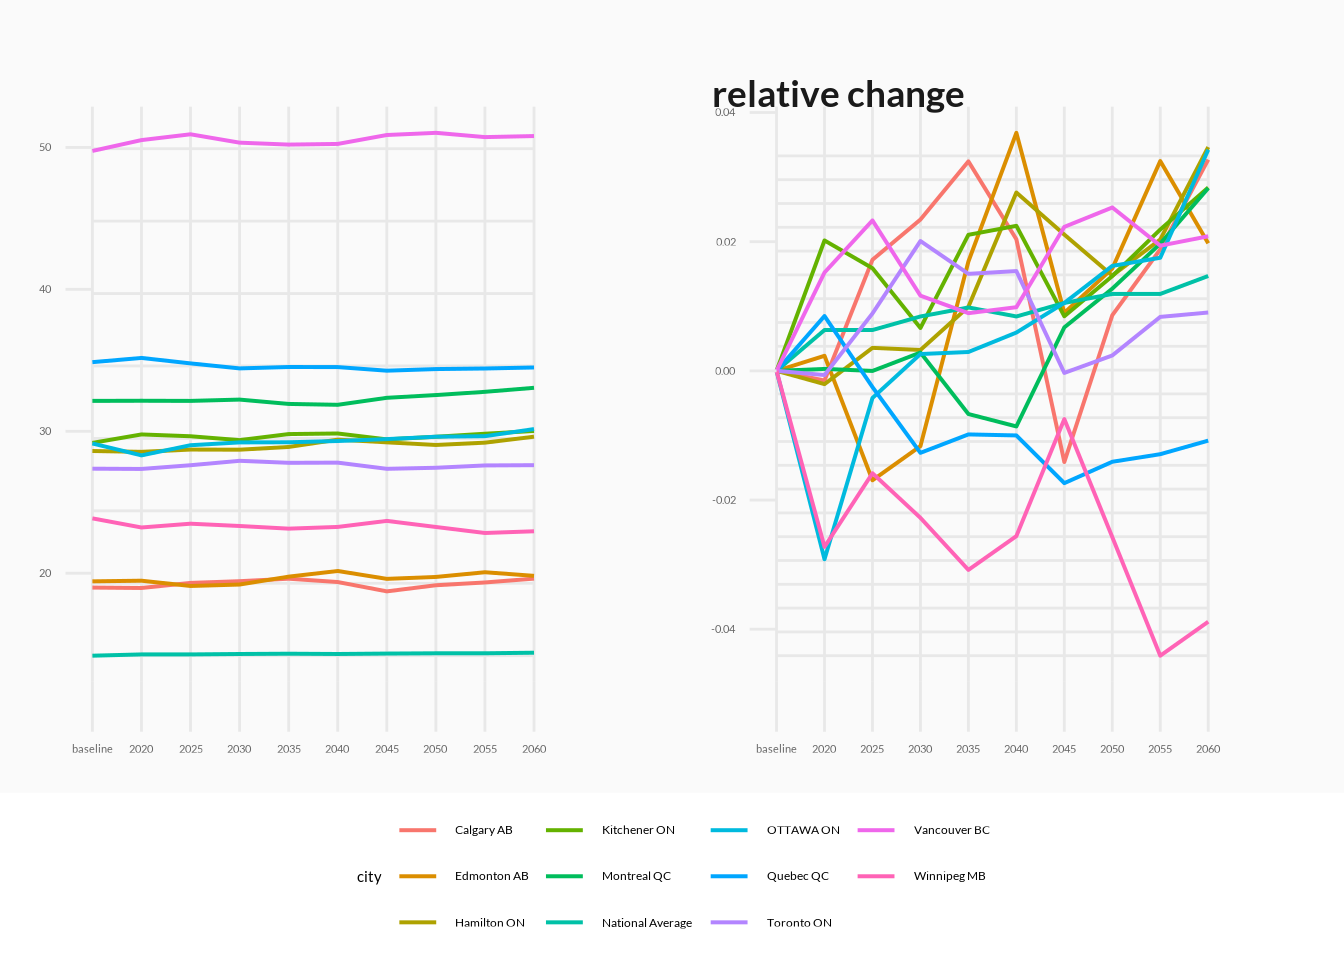 relative change
50
40
30
20
baseline 2020 2025 2030 2035 2040 2045 2050 2055 2060
0.04
0.02
0.00
-0.02
-0.04
baseline 2020 2025 2030 2035 2040 2045 2050 2055 2060
city
Calgary AB Kitchener ON OTTAWA ON Vancouver BC
Edmonton AB Montreal QC Quebec QC Winnipeg MB
Hamilton ON National Average Toronto ON